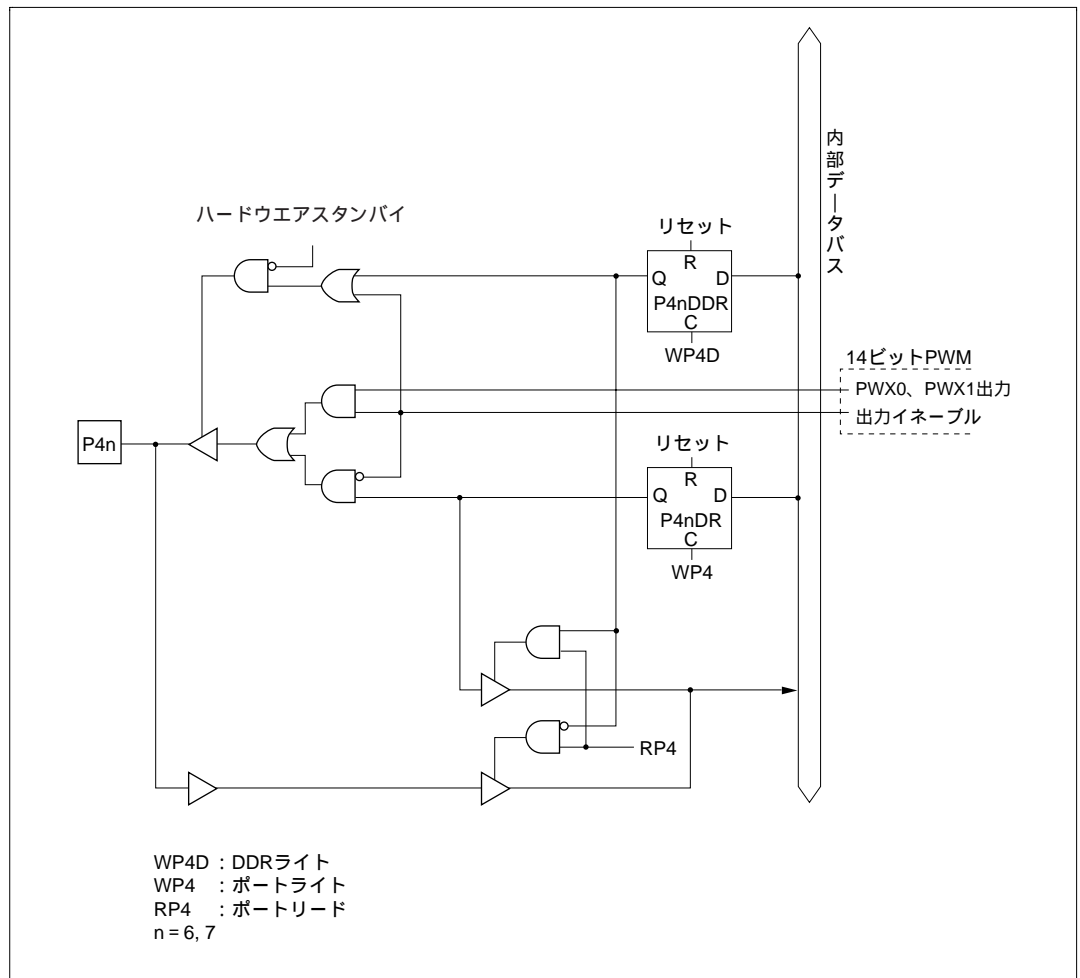 内部データバス
ハードウエアスタンバイ
リセット
R
Q D
P4nDDR
C
WP4D
14ビットPWM
PWX0、PWX1出力
出力イネーブル
P4n
リセット
R
Q D
P4nDR
C
WP4
RP4
WP4D : DDRライト
WP4 : ポートライト
RP4 : ポートリード
n = 6, 7